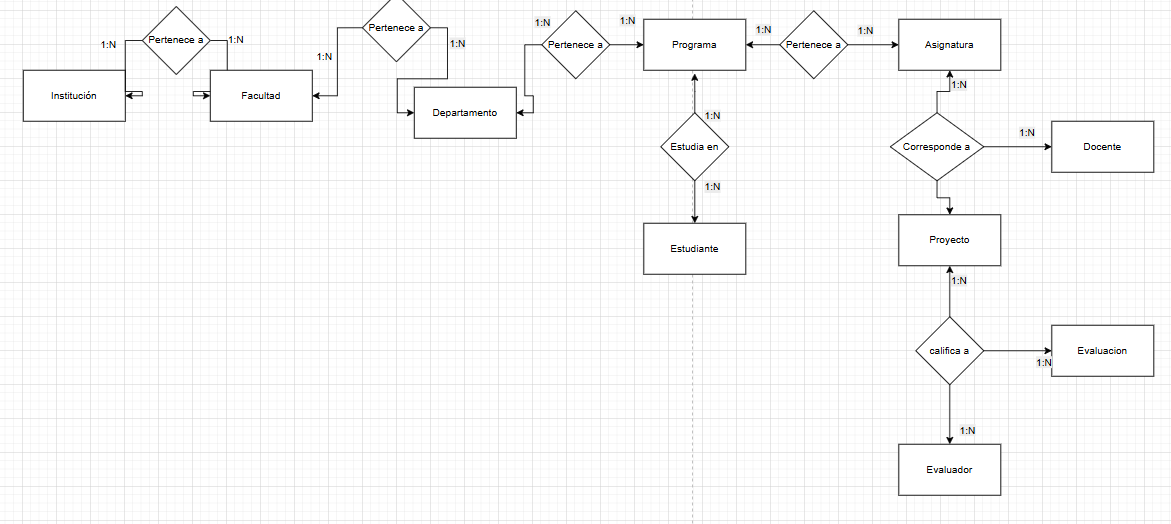 Pertenece a
1:N
1:N
Institución
Facultad
Pertenece a
1:N
1:N
Departamento
Pertenece a
1:N
1:N
Programa
Pertenece a
1:N
1:N
Asignatura
1:N
Estudia en
1:N
Estudiante
1:N
Corresponde a
1:N
Docente
Proyecto
1:N
califica a
1:N
Evaluacion
1:N
Evaluador